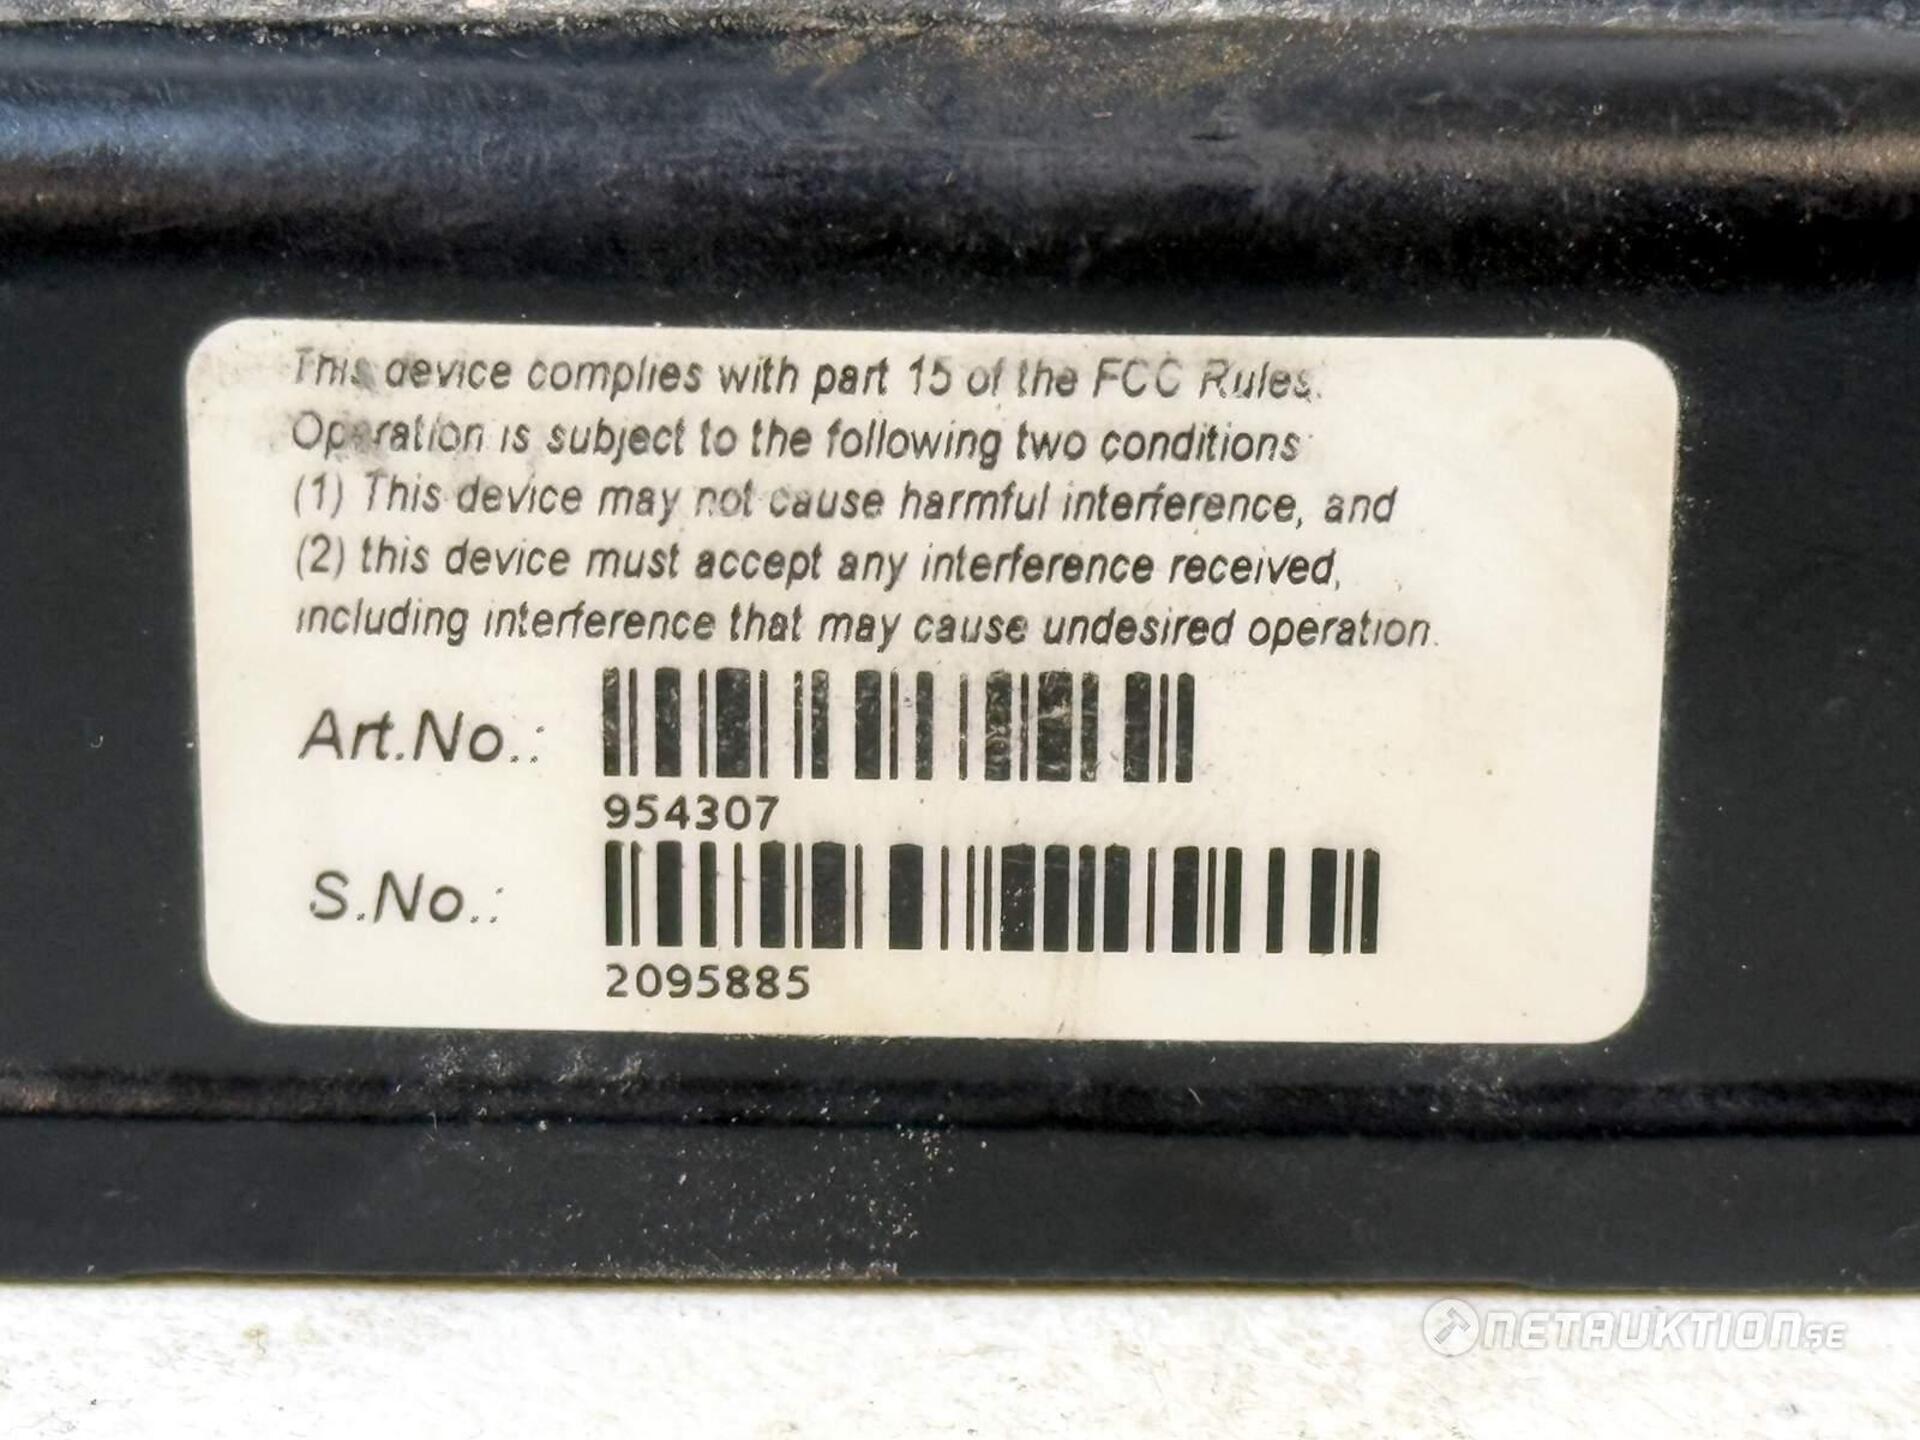 This device complies with part 15 of the FCC Rules.
Operation is subject to the following two conditions
(1) This device may not cause harmful interference, and
(2) this device must accept any interference received,
including interference that may cause undesired operation.
Art.No.:
954307
S.No.:
2095885
NETAUKTION.SE